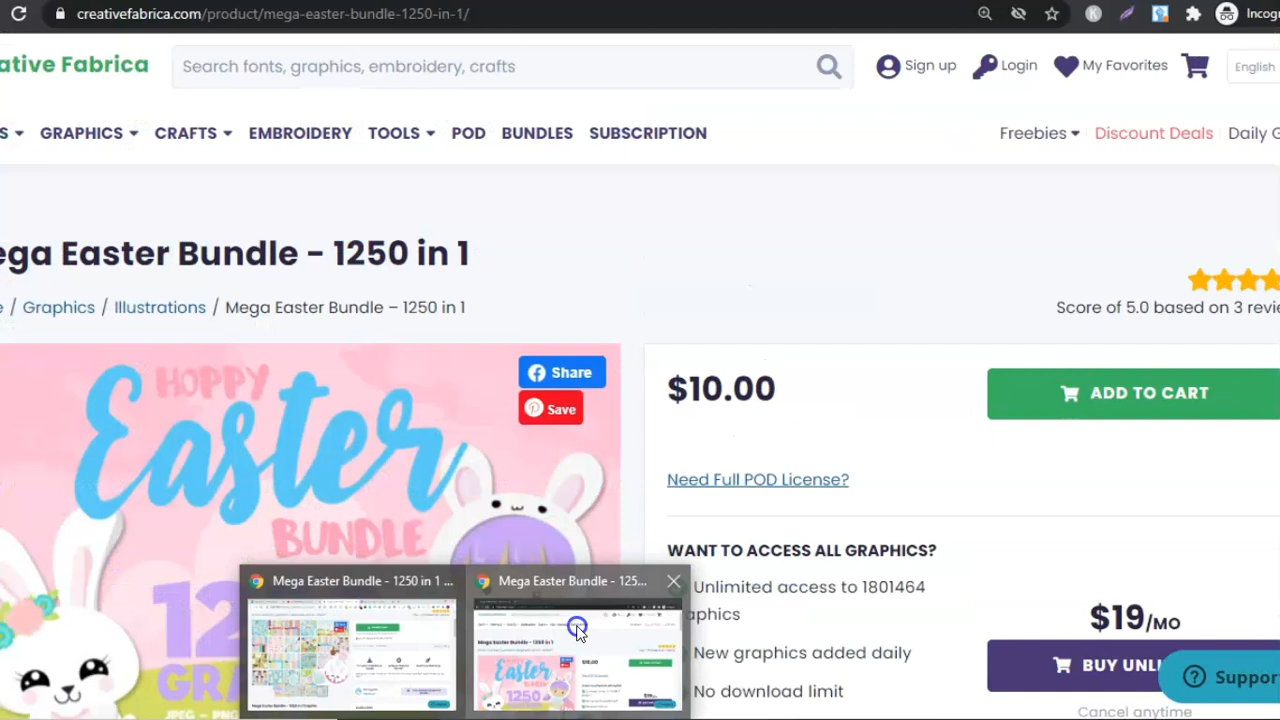 creativefabrica.com/product/mega-easter-bundle-1250-in-1/
Incog
ative Fabrica
Search fonts, graphics, embroidery, crafts
Sign up
Login
My Favorites
English
S
GRAPHICS
CRAFTS
EMBROIDERY
TOOLS
POD
BUNDLES
SUBSCRIPTION
Freebies
Discount Deals
Daily G
ega Easter Bundle - 1250 in 1
e / Graphics / Illustrations / Mega Easter Bundle – 1250 in 1
Score of 5.0 based on 3 revie
HOPPY
Easter
BUNDLE
Share
Save
$10.00
ADD TO CART
Need Full POD License?
WANT TO ACCESS ALL GRAPHICS?
Unlimited access to 1801464
aphics
New graphics added daily
No download limit
$19/MO
BUY UNLI
Suppor
Cancel anytime
Mega Easter Bundle - 1250 in 1 ...
Mega Easter Bundle - 125...